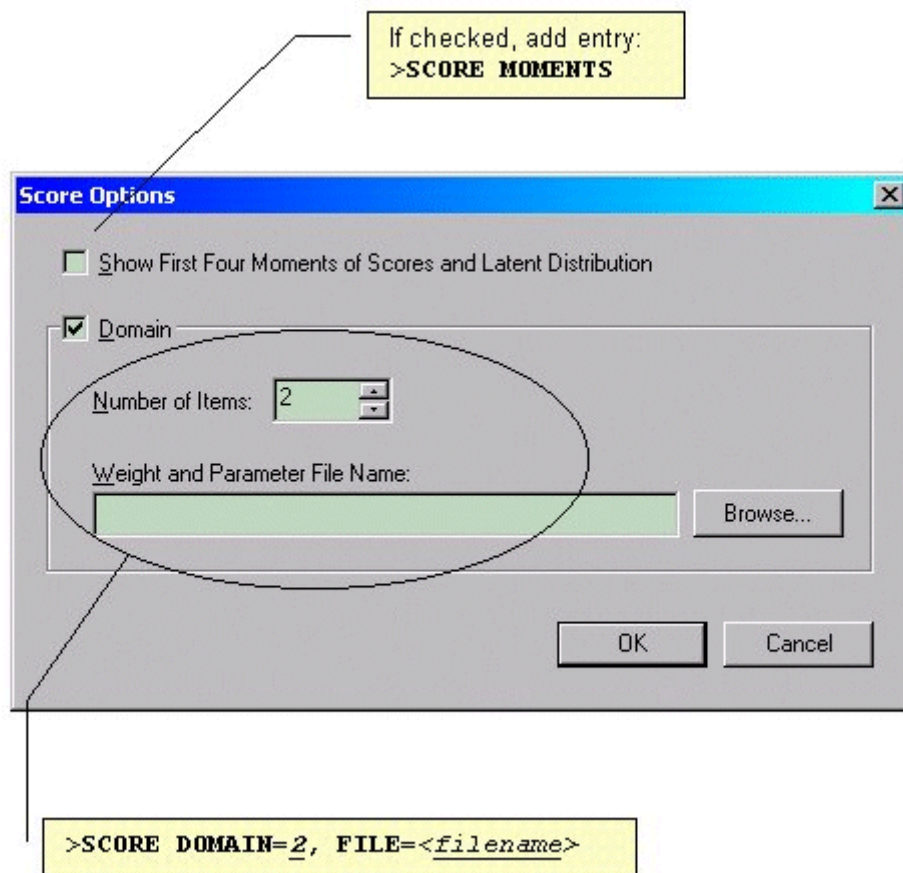 If checked, add entry:
>SCORE MOMENTS
Score Options
Show First Four Moments of Scores and Latent Distribution
Domain
Number of Items: 2
Weight and Parameter File Name:
Browse...
OK Cancel
>SCORE DOMAIN=2, FILE=<filename>